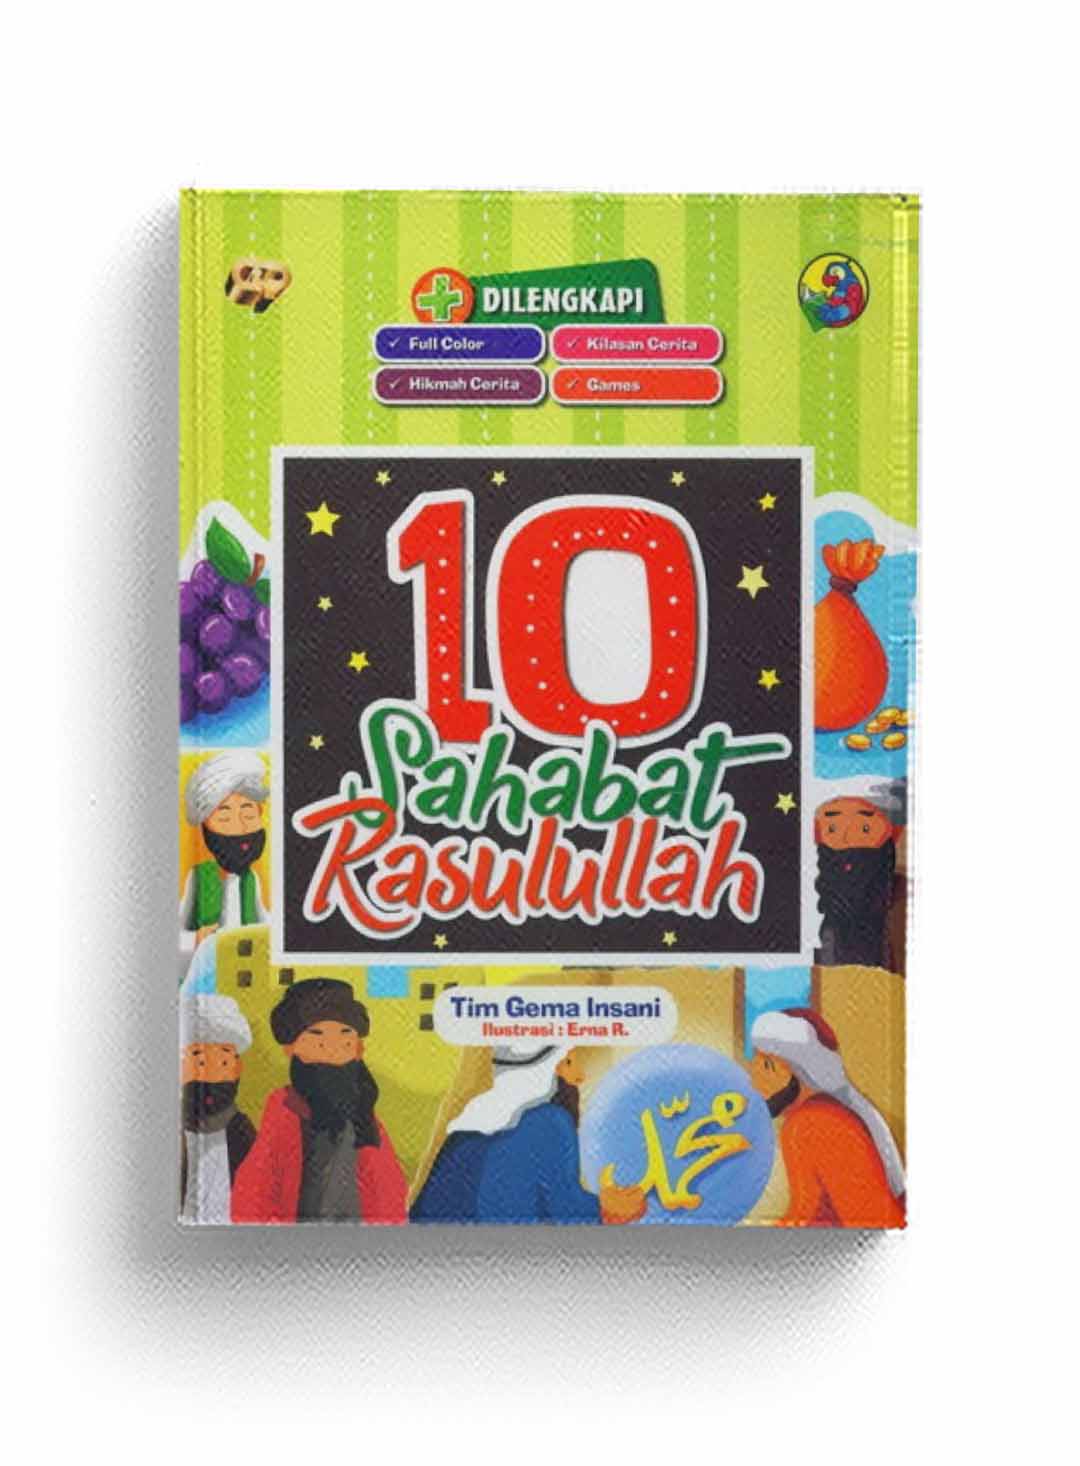 DILENGKAPI
✓ Full Color
✓ Kilasan Cerita
✓ Hikmah Cerita
✓ Games
10
Sahabat
Rasulullah
Tim Gema Insani
Ilustrasi : Erna R.
محمد